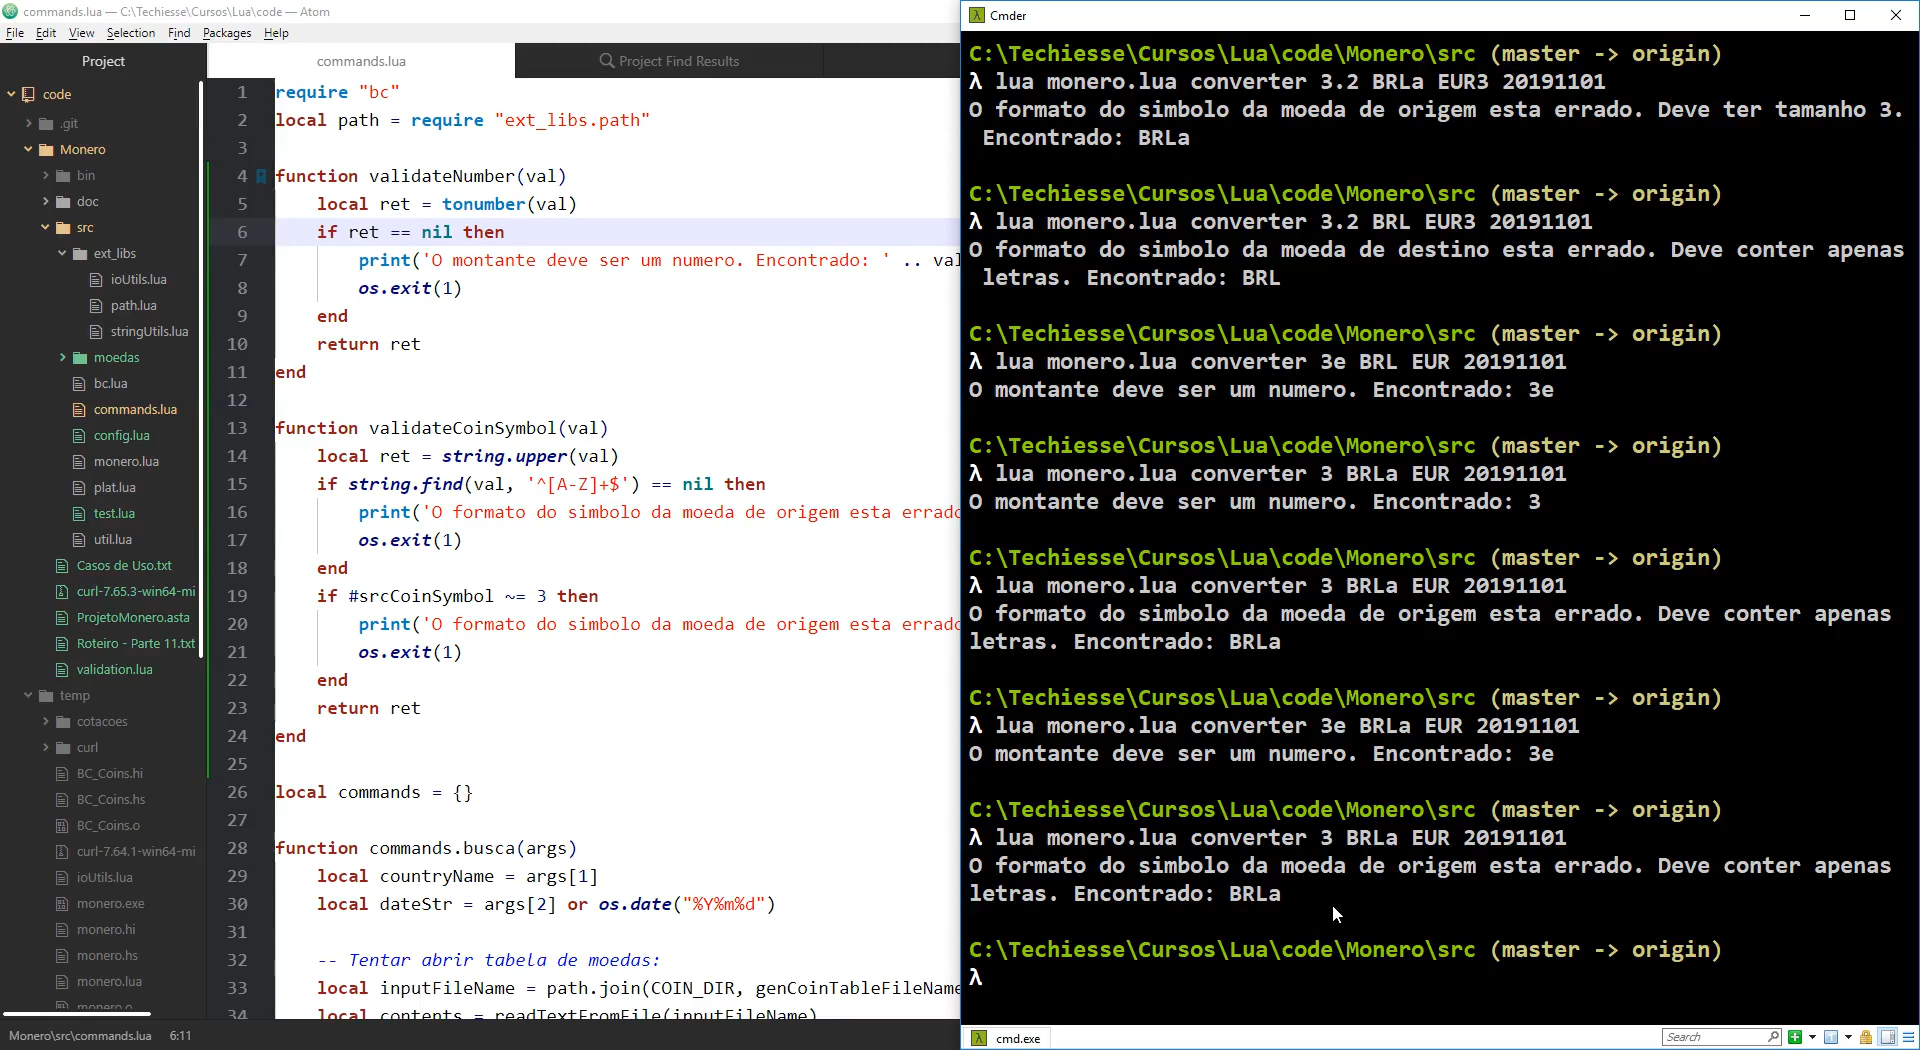 commands.lua — C:\Techiesse\Cursos\Lua\code — Atom
File Edit View Selection Find Packages Help
Project
code
.git
Monero
bin
doc
src
ext_libs
ioUtils.lua
path.lua
stringUtils.lua
moedas
bc.lua
commands.lua
config.lua
monero.lua
plat.lua
test.lua
util.lua
Casos de Uso.txt
curl-7.65.3-win64-mi
ProjetoMonero.asta
Roteiro - Parte 11.txt
validation.lua
temp
cotacoes
curl
BC_Coins.hi
BC_Coins.hs
BC_Coins.o
curl-7.64.1-win64-mi
ioUtils.lua
monero.exe
monero.hi
monero.hs
monero.lua
monero.o
commands.lua
Project Find Results
1 require "bc"
2 local path = require "ext_libs.path"
3
4 function validateNumber(val)
5 local ret = tonumber(val)
6 if ret == nil then
7 print('O montante deve ser um numero. Encontrado: ' .. val
8 os.exit(1)
9 end
10 return ret
11 end
12
13 function validateCoinSymbol(val)
14 local ret = string.upper(val)
15 if string.find(val, '^[A-Z]+$') == nil then
16 print('O formato do simbolo da moeda de origem esta errado
17 os.exit(1)
18 end
19 if #srcCoinSymbol ~= 3 then
20 print('O formato do simbolo da moeda de origem esta errado
21 os.exit(1)
22 end
23 return ret
24 end
25
26 local commands = {}
27
28 function commands.busca(args)
29 local countryName = args[1]
30 local dateStr = args[2] or os.date("%Y%m%d")
31
32 -- Tentar abrir tabela de moedas:
33 local inputFileName = path.join(COIN_DIR, genCoinTableFileName
34 local contents = readTextFromFile(inputFileName)
Monero\src\commands.lua 6:11
λ Cmder
C:\Techiesse\Cursos\Lua\code\Monero\src (master -> origin)
λ lua monero.lua converter 3.2 BRLa EUR3 20191101
O formato do simbolo da moeda de origem esta errado. Deve ter tamanho 3.
Encontrado: BRLa
C:\Techiesse\Cursos\Lua\code\Monero\src (master -> origin)
λ lua monero.lua converter 3.2 BRL EUR3 20191101
O formato do simbolo da moeda de destino esta errado. Deve conter apenas
letras. Encontrado: BRL
C:\Techiesse\Cursos\Lua\code\Monero\src (master -> origin)
λ lua monero.lua converter 3e BRL EUR 20191101
O montante deve ser um numero. Encontrado: 3e
C:\Techiesse\Cursos\Lua\code\Monero\src (master -> origin)
λ lua monero.lua converter 3 BRLa EUR 20191101
O montante deve ser um numero. Encontrado: 3
C:\Techiesse\Cursos\Lua\code\Monero\src (master -> origin)
λ lua monero.lua converter 3 BRLa EUR 20191101
O formato do simbolo da moeda de origem esta errado. Deve conter apenas
letras. Encontrado: BRLa
C:\Techiesse\Cursos\Lua\code\Monero\src (master -> origin)
λ lua monero.lua converter 3e BRLa EUR 20191101
O montante deve ser um numero. Encontrado: 3e
C:\Techiesse\Cursos\Lua\code\Monero\src (master -> origin)
λ lua monero.lua converter 3 BRLa EUR 20191101
O formato do simbolo da moeda de origem esta errado. Deve conter apenas
letras. Encontrado: BRLa
C:\Techiesse\Cursos\Lua\code\Monero\src (master -> origin)
λ
λ cmd.exe
Search